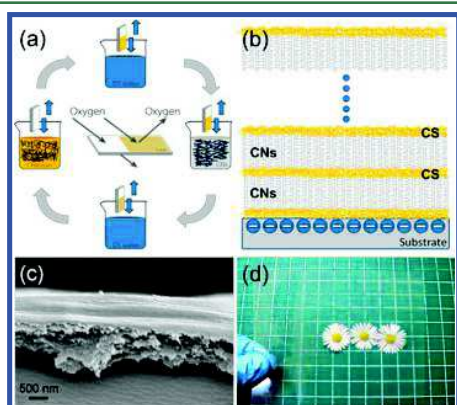 (a)
Oxygen
Oxygen
(b)
CS
CNs
CS
CNs
Substrate
(c)
500 nm
(d)